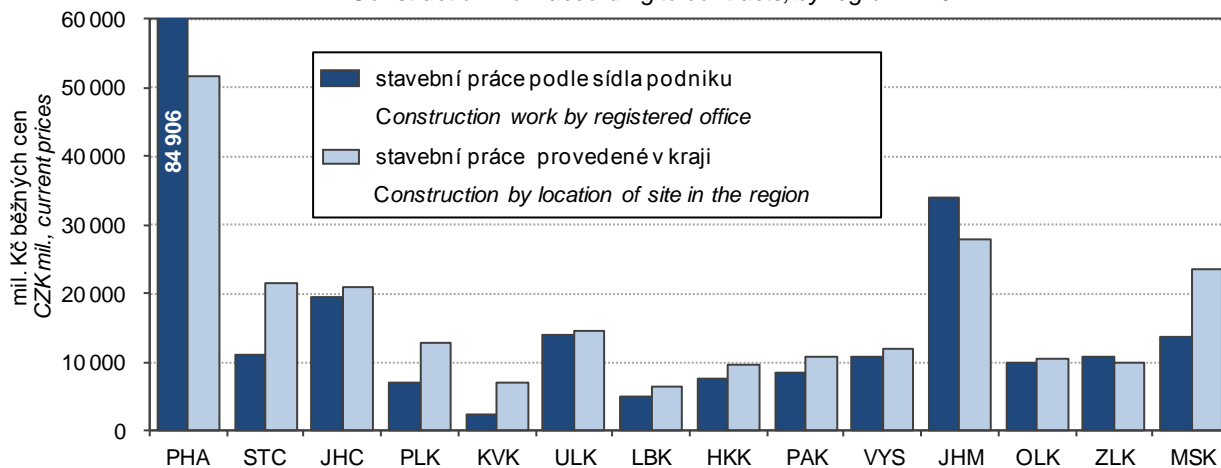 60 000
50 000
40 000
30 000
20 000
10 000
0
mil. Kč běžných cen
CZK mil., current prices
84 906
stavební práce podle sídla podniku
Construction work by registered office
stavební práce provedené v kraji
Construction by location of site in the region
PHA STC JHC PLK KVK ULK LBK HKK PAK VYS JHM OLK ZLK MSK